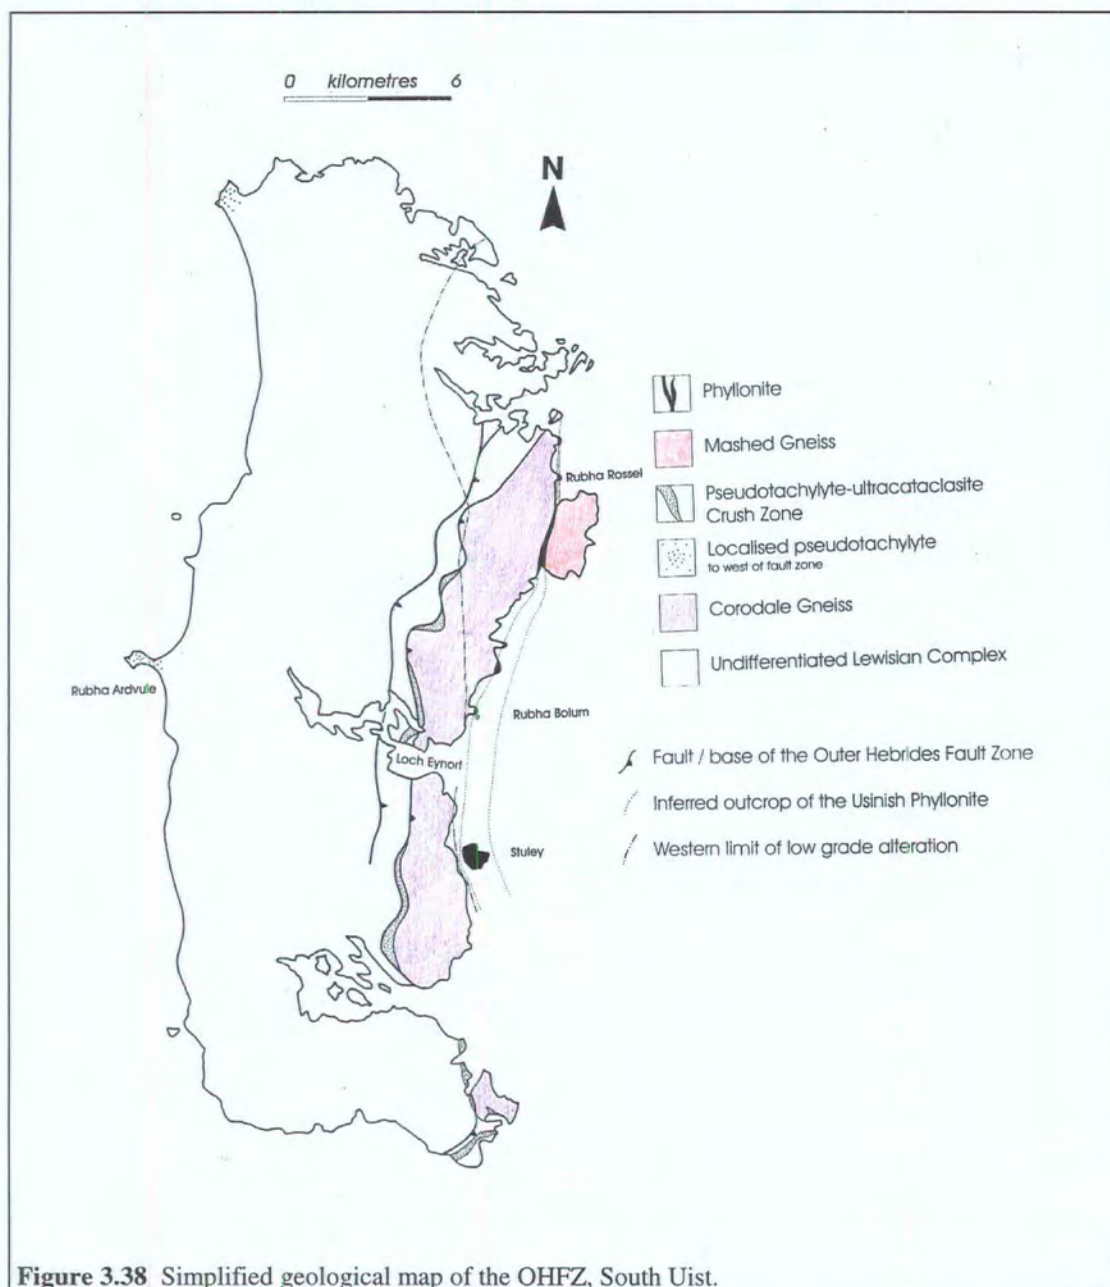 0 kilometres 6
N
Rubha Rossel
Rubha Ardvule
Rubha Bolum
Loch Eynort
Stuley
Phyllonite
Mashed Gneiss
Pseudotachylyte-ultracataclasite
Crush Zone
Localised pseudotachylyte
to west of fault zone
Corodale Gneiss
Undifferentiated Lewisian Complex
Fault / base of the Outer Hebrides Fault Zone
Inferred outcrop of the Usinish Phyllonite
Western limit of low grade alteration
Figure 3.38 Simplified geological map of the OHFZ, South Uist.